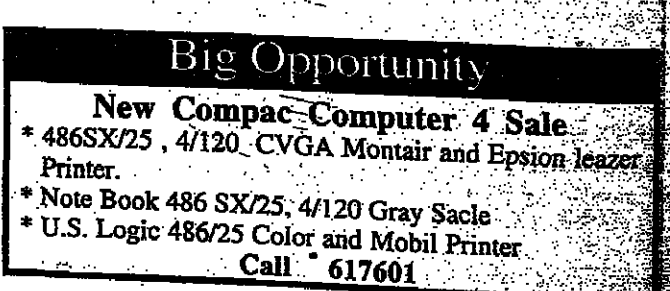 Big Opportunity
New Compac Computer 4 Sale
* 486SX/25 , 4/120 CVGA Montair and Epsion leazer
Printer.
* Note Book 486 SX/25, 4/120 Gray Sacle
* U.S. Logic 486/25 Color and Mobil Printer
Call 617601